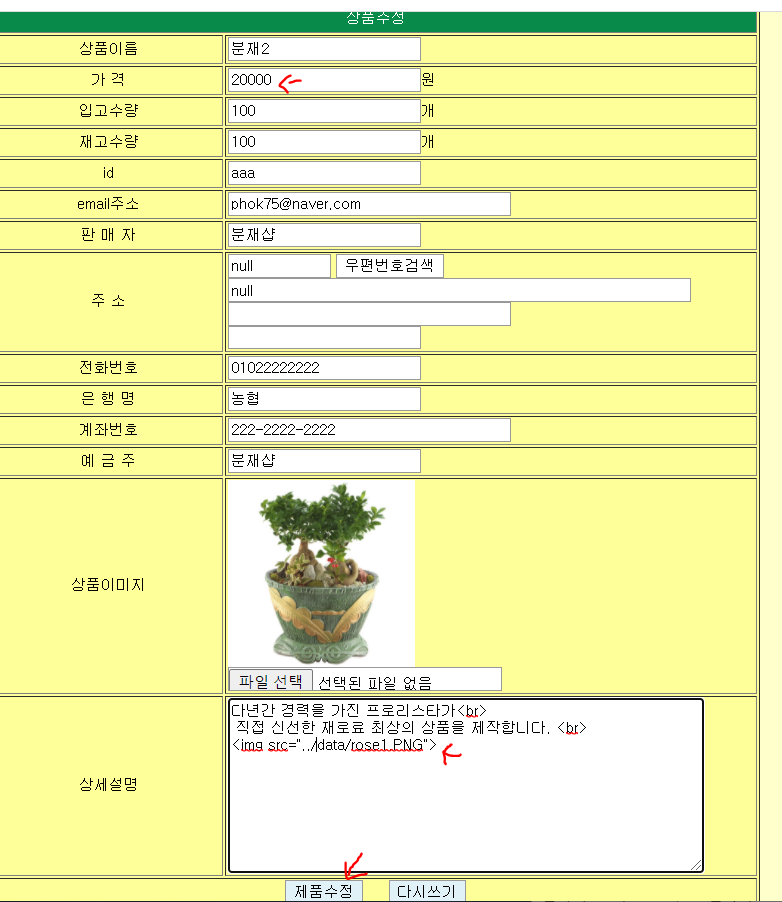 상품수정
상품이름 분재2
가 격 20000 원
입고수량 100 개
재고수량 100 개
id aaa
email주소 phok75@naver.com
판 매 자 분재샵
null 우편번호검색
주 소 null
전화번호 01022222222
은 행 명 농협
계좌번호 222-2222-2222
예 금 주 분재샵
상품이미지
파일 선택 선택된 파일 없음
다년간 경력을 가진 프로리스타가<br>
직접 신선한 재로료 최상의 상품을 제작합니다. <br>
<img src="../data/rose1.PNG">
상세설명
제품수정 다시쓰기